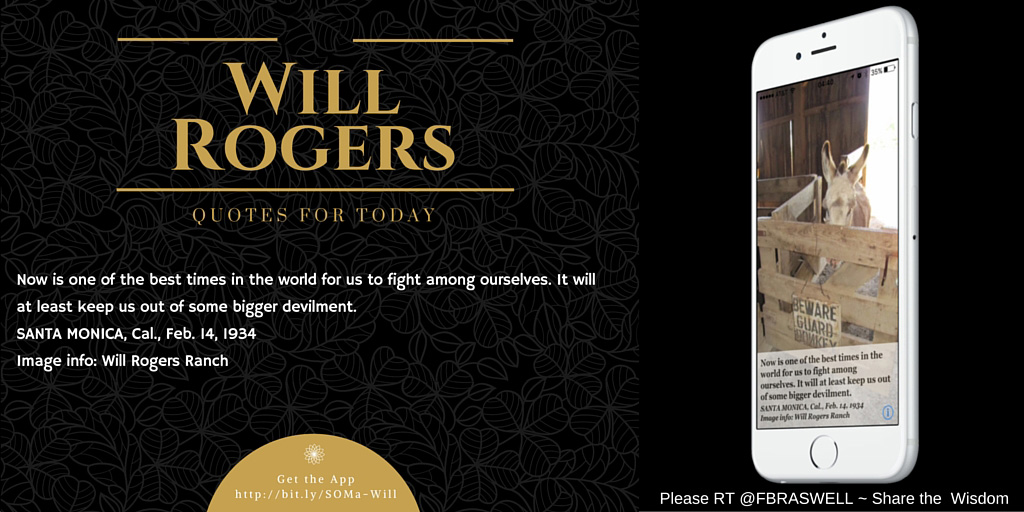 WILL
ROGERS
QUOTES FOR TODAY
Now is one of the best times in the world for us to fight among ourselves. It will
at least keep us out of some bigger devilment.
SANTA MONICA, Cal., Feb. 14, 1934
Image info: Will Rogers Ranch
Get the App
http://bit.ly/SOMa-Will
35%
BEWARE
GUARD
DONKEY
Now is one of the best times in the
world for us to fight among
ourselves. It will at least keep us out
of some bigger devilment.
SANTA MONICA, Cal., Feb. 14, 1934
Image info: Will Rogers Ranch
Please RT @FBRASWELL ~ Share the Wisdom